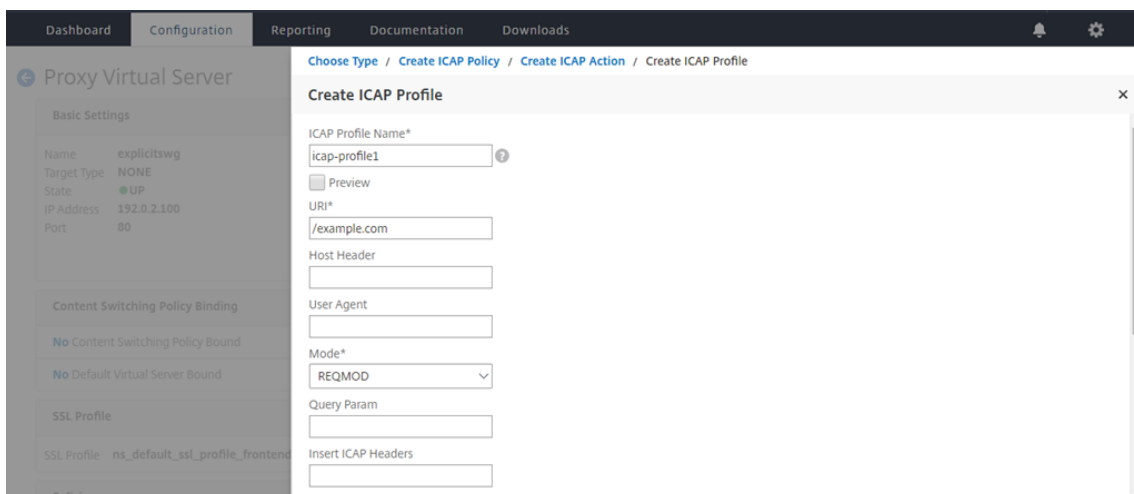 Dashboard Configuration Reporting Documentation Downloads
Proxy Virtual Server
Basic Settings
Name explicitswg
Target Type NONE
State UP
IP Address 192.0.2.100
Port 80
Content Switching Policy Binding
No Content Switching Policy Bound
No Default Virtual Server Bound
SSL Profile
SSL Profile ns_default_ssl_profile_frontend
Choose Type / Create ICAP Policy / Create ICAP Action / Create ICAP Profile
Create ICAP Profile
ICAP Profile Name*
icap-profile1
Preview
URI*
/example.com
Host Header
User Agent
Mode*
REQMOD
Query Param
Insert ICAP Headers